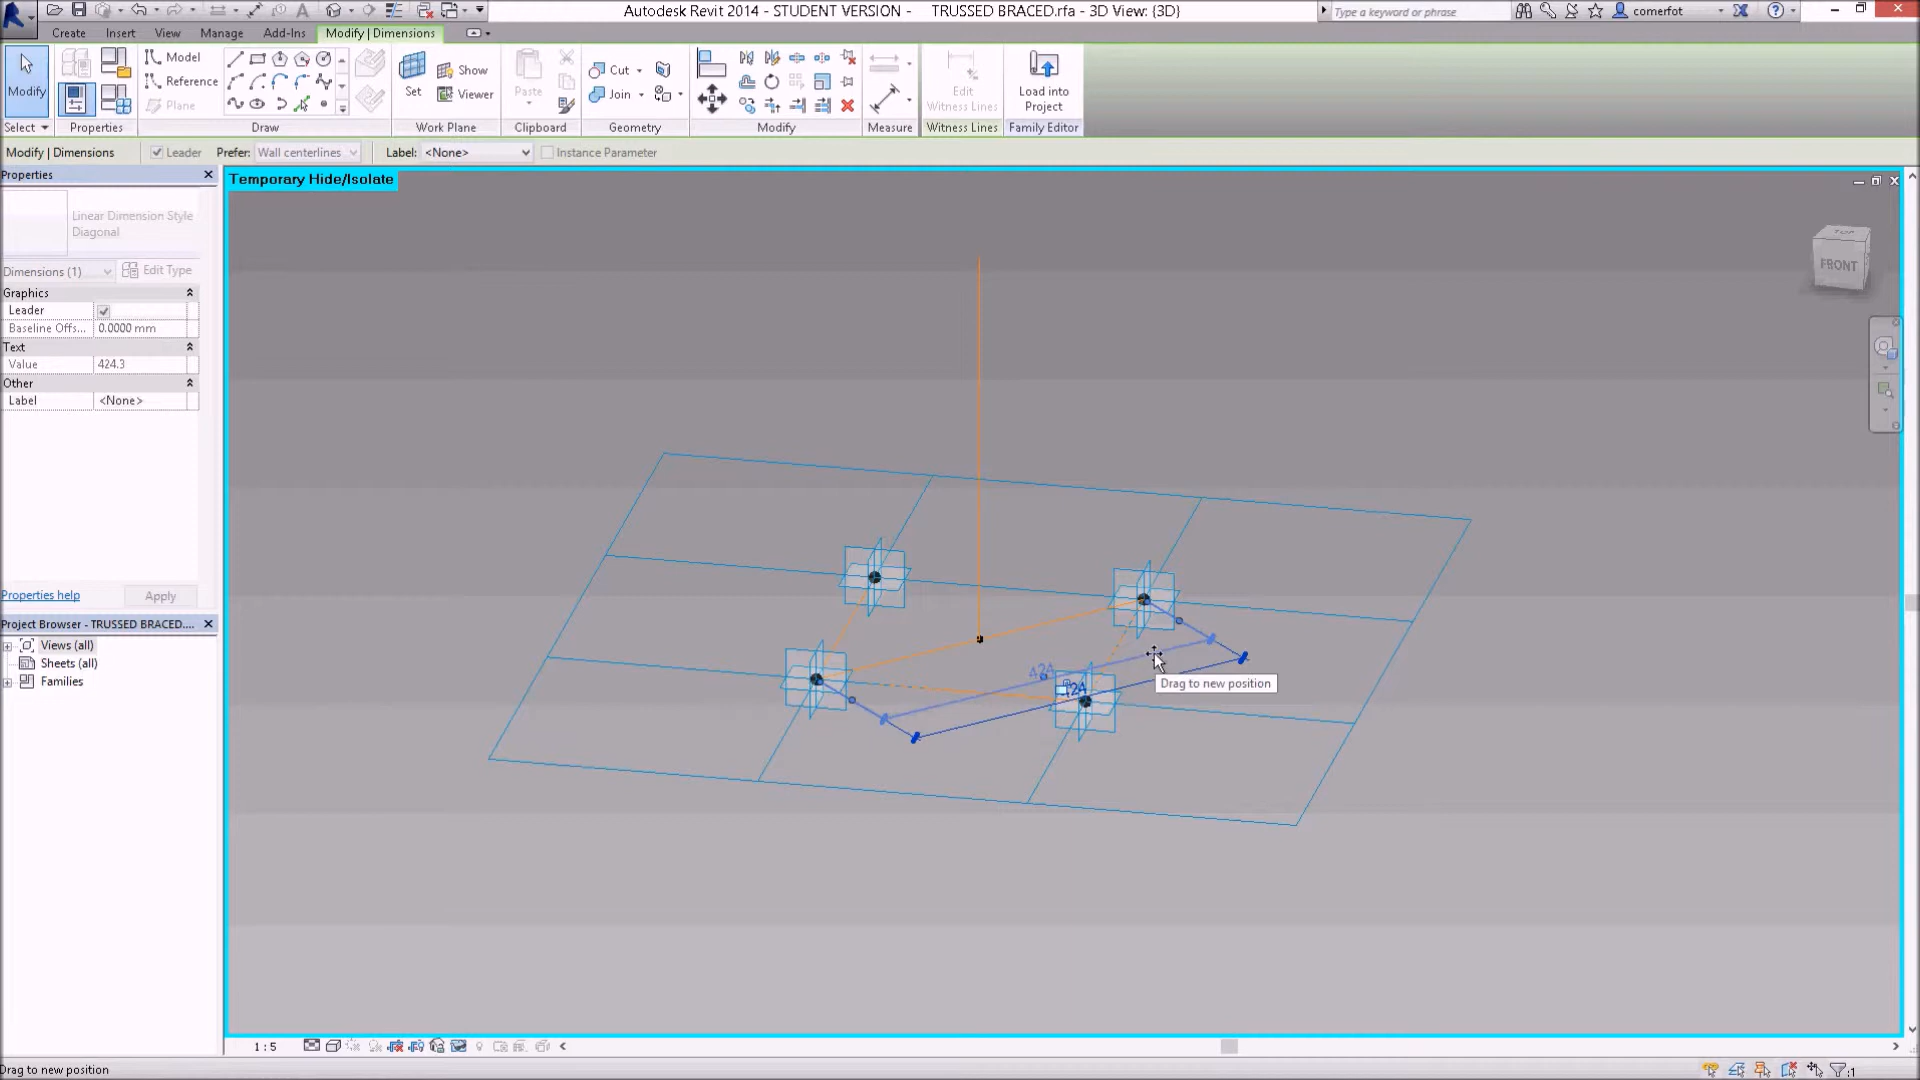 Autodesk Revit 2014 - STUDENT VERSION - TRUSSED BRACED.rfa - 3D View: {3D}
Type a keyword or phrase
comerfot
Create Insert View Manage Add-Ins Modify | Dimensions
Modify
Model
Reference
Plane
Set
Show
Viewer
Paste
Cut
Join
Edit
Witness Lines
Load into
Project
Select Properties Draw Work Plane Clipboard Geometry Modify Measure Witness Lines Family Editor
Modify | Dimensions Leader Prefer: Wall centerlines Label: <None> Instance Parameter
Properties
Linear Dimension Style
Diagonal
Dimensions (1) Edit Type
Graphics
Leader
Baseline Offs... 0.0000 mm
Text
Value 424.3
Other
Label <None>
Properties help Apply
Project Browser - TRUSSED BRACED....
Views (all)
Sheets (all)
Families
Temporary Hide/Isolate
TOP
FRONT
424
424
Drag to new position
1 : 5
Drag to new position
:1